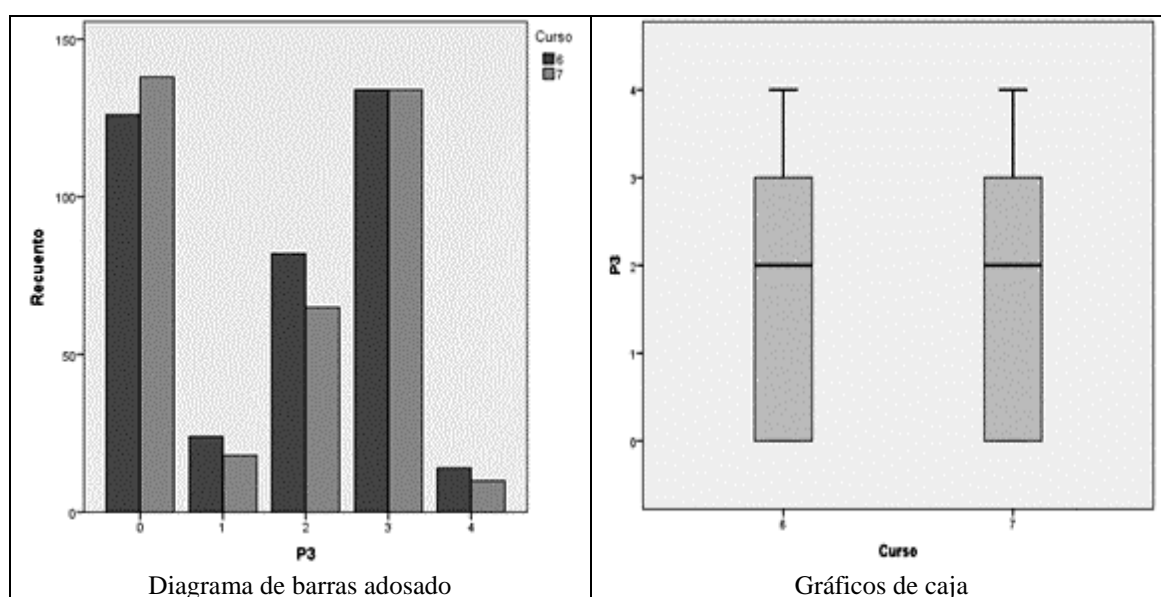 150
100
50
0
Recuento
0 1 2 3 4
P3
Curso
6
7
Diagrama de barras adosado
4
3
2
1
0
P3
6 7
Curso
Gráficos de caja